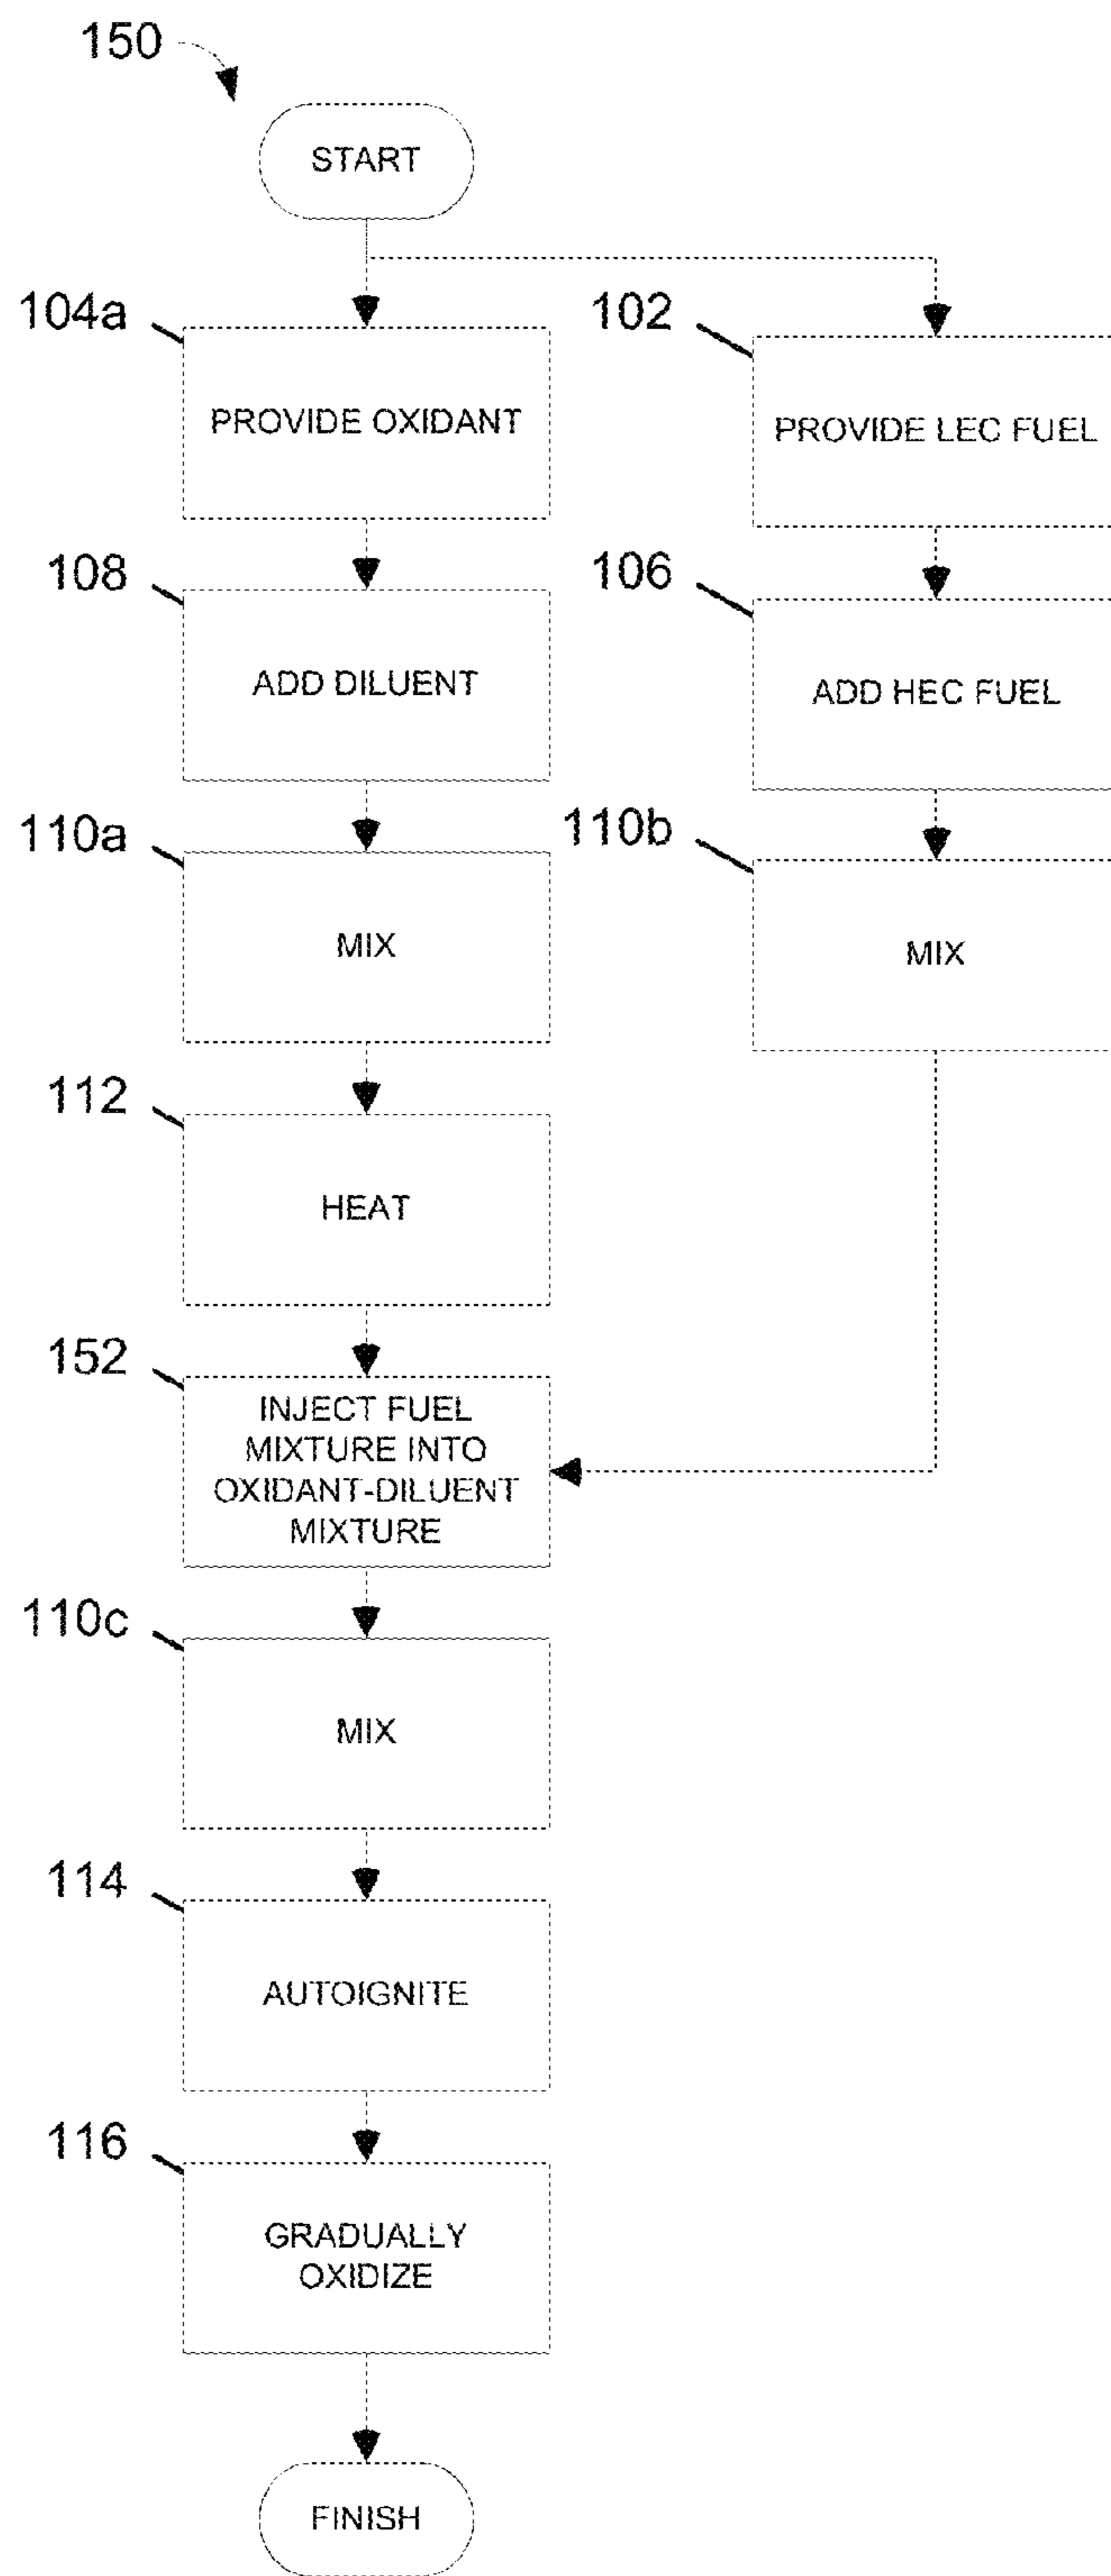 150
START
104a
102
PROVIDE OXIDANT
PROVIDE LEC FUEL
108
106
ADD DILUENT
ADD HEC FUEL
110a
110b
MIX
MIX
112
HEAT
152
INJECT FUEL
MIXTURE INTO
OXIDANT-DILUENT
MIXTURE
110c
MIX
114
AUTOIGNITE
116
GRADUALLY
OXIDIZE
FINISH